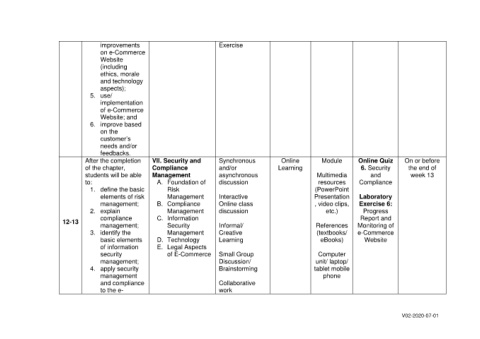 improvements
on e-Commerce
Website
(including
ethics, morale
and technology
aspects);
5. use/
implementation
of e-Commerce
Website; and
6. improve based
on the
customer's
needs and/or
feedbacks.
Exercise
12-13
After the completion
of the chapter,
students will be able
to:
1. define the basic
elements of risk
management;
2. explain
compliance
management;
3. identify the
basic elements
of information
security
management;
4. apply security
management
and compliance
to the e-
VII. Security and
Compliance
Management
A. Foundation of
Risk
Management
B. Compliance
Management
C. Information
Security
Management
D. Technology
E. Legal Aspects
of E-Commerce
Synchronous
and/or
asynchronous
discussion
Interactive
Online class
discussion
Informal/
Creative
Learning
Small Group
Discussion/
Brainstorming
Collaborative
work
Online
Learning
Module
Multimedia
resources
(PowerPoint
Presentation
, video clips,
etc.)
References
(textbooks/
eBooks)
Computer
unit/ laptop/
tablet mobile
phone
Online Quiz
6. Security
and
Compliance
Laboratory
Exercise 6:
Progress
Report and
Monitoring of
e-Commerce
Website
On or before
the end of
week 13
V02-2020-07-01